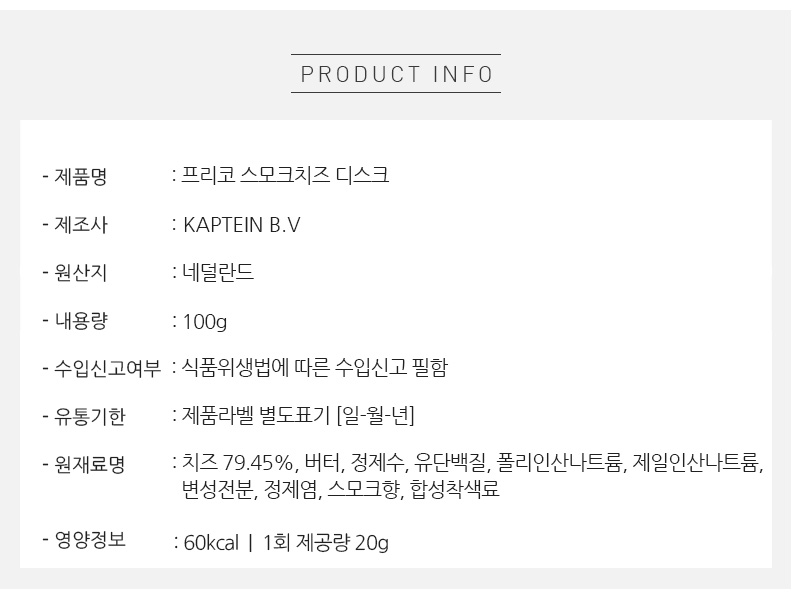 PRODUCT INFO
- 제품명 : 프리코 스모크치즈 디스크
- 제조사 : KAPTEIN B.V
- 원산지 : 네덜란드
- 내용량 : 100g
- 수입신고여부 : 식품위생법에 따른 수입신고 필함
- 유통기한 : 제품라벨 별도표기 [일-월-년]
- 원재료명 : 치즈 79.45%, 버터, 정제수, 유단백질, 폴리인산나트륨, 제일인산나트륨,
변성전분, 정제염, 스모크향, 합성착색료
- 영양정보 : 60kcal | 1회 제공량 20g